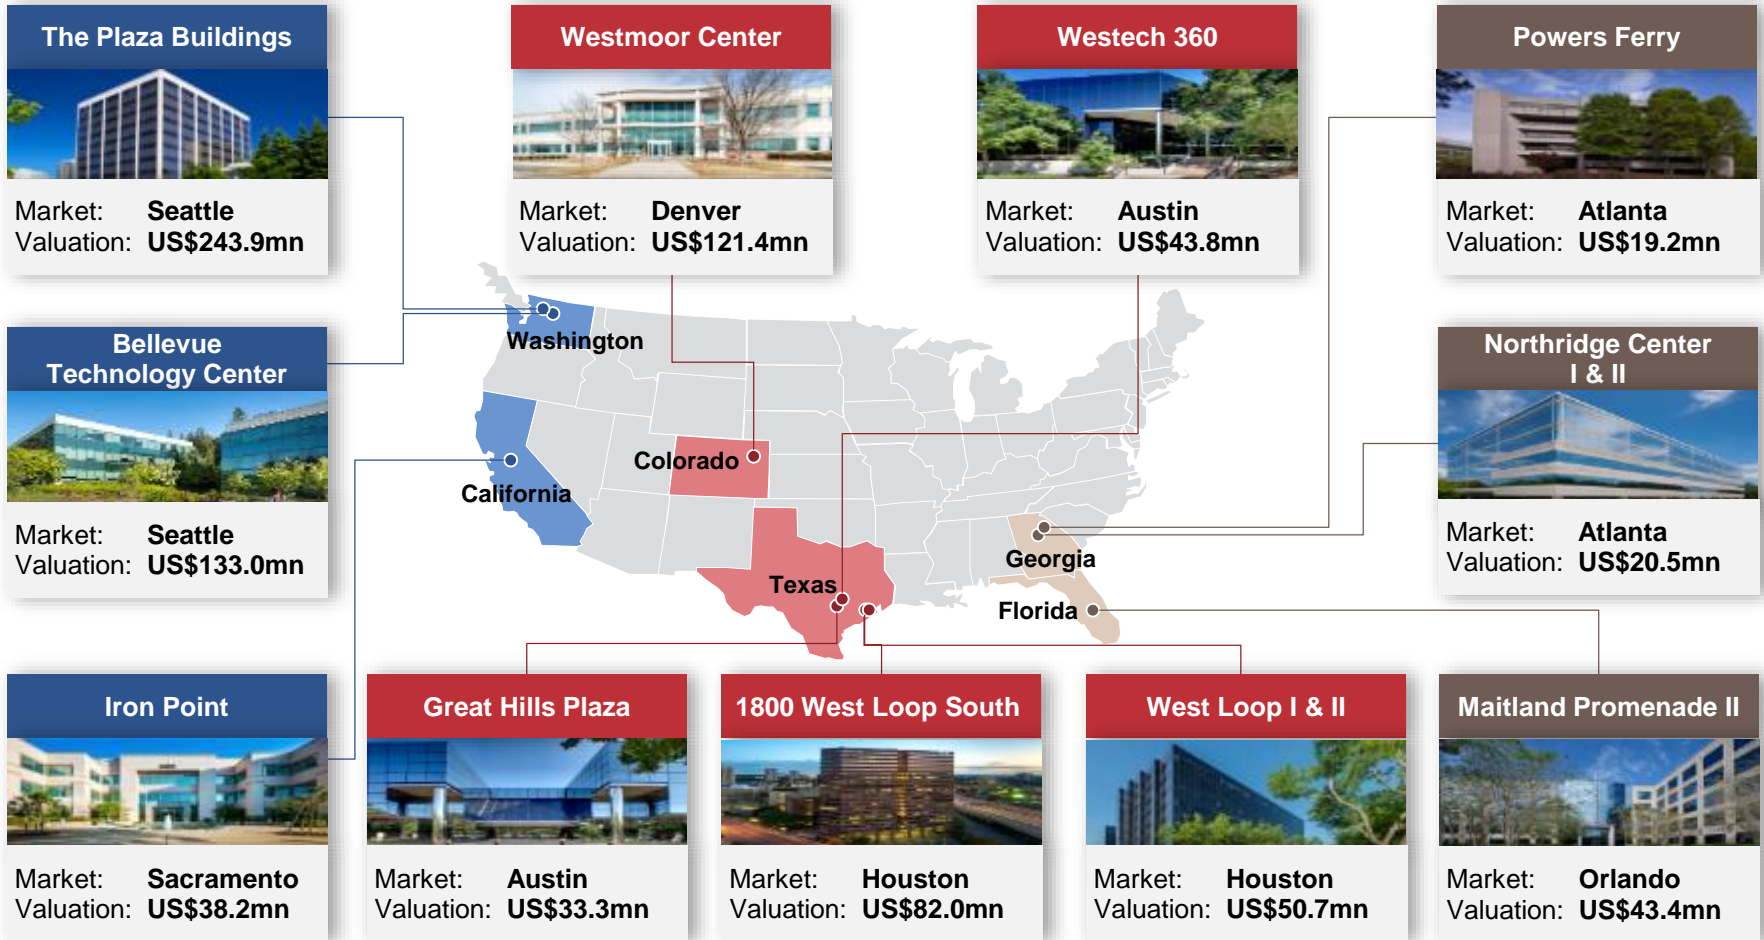 The Plaza Buildings
Market: Seattle
Valuation: US$243.9mn
Westmoor Center
Market: Denver
Valuation: US$121.4mn
Westech 360
Market: Austin
Valuation: US$43.8mn
Powers Ferry
Market: Atlanta
Valuation: US$19.2mn
Bellevue
Technology Center
Market: Seattle
Valuation: US$133.0mn
Washington
California
Colorado
Texas
Georgia
Florida
Northridge Center
I & II
Market: Atlanta
Valuation: US$20.5mn
Iron Point
Market: Sacramento
Valuation: US$38.2mn
Great Hills Plaza
Market: Austin
Valuation: US$33.3mn
1800 West Loop South
Market: Houston
Valuation: US$82.0mn
West Loop I & II
Market: Houston
Valuation: US$50.7mn
Maitland Promenade II
Market: Orlando
Valuation: US$43.4mn